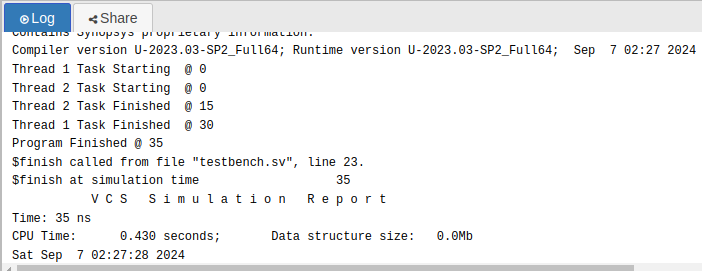 Log
Share
Contains Synopsys proprietary information.
Compiler version U-2023.03-SP2_Full64; Runtime version U-2023.03-SP2_Full64;  Sep  7 02:27 2024
Thread 1 Task Starting  @ 0
Thread 2 Task Starting  @ 0
Thread 2 Task Finished  @ 15
Thread 1 Task Finished  @ 30
Program Finished @ 35
$finish called from file "testbench.sv", line 23.
$finish at simulation time                   35
           V C S   S i m u l a t i o n   R e p o r t
Time: 35 ns
CPU Time:      0.430 seconds;       Data structure size:   0.0Mb
Sat Sep  7 02:27:28 2024